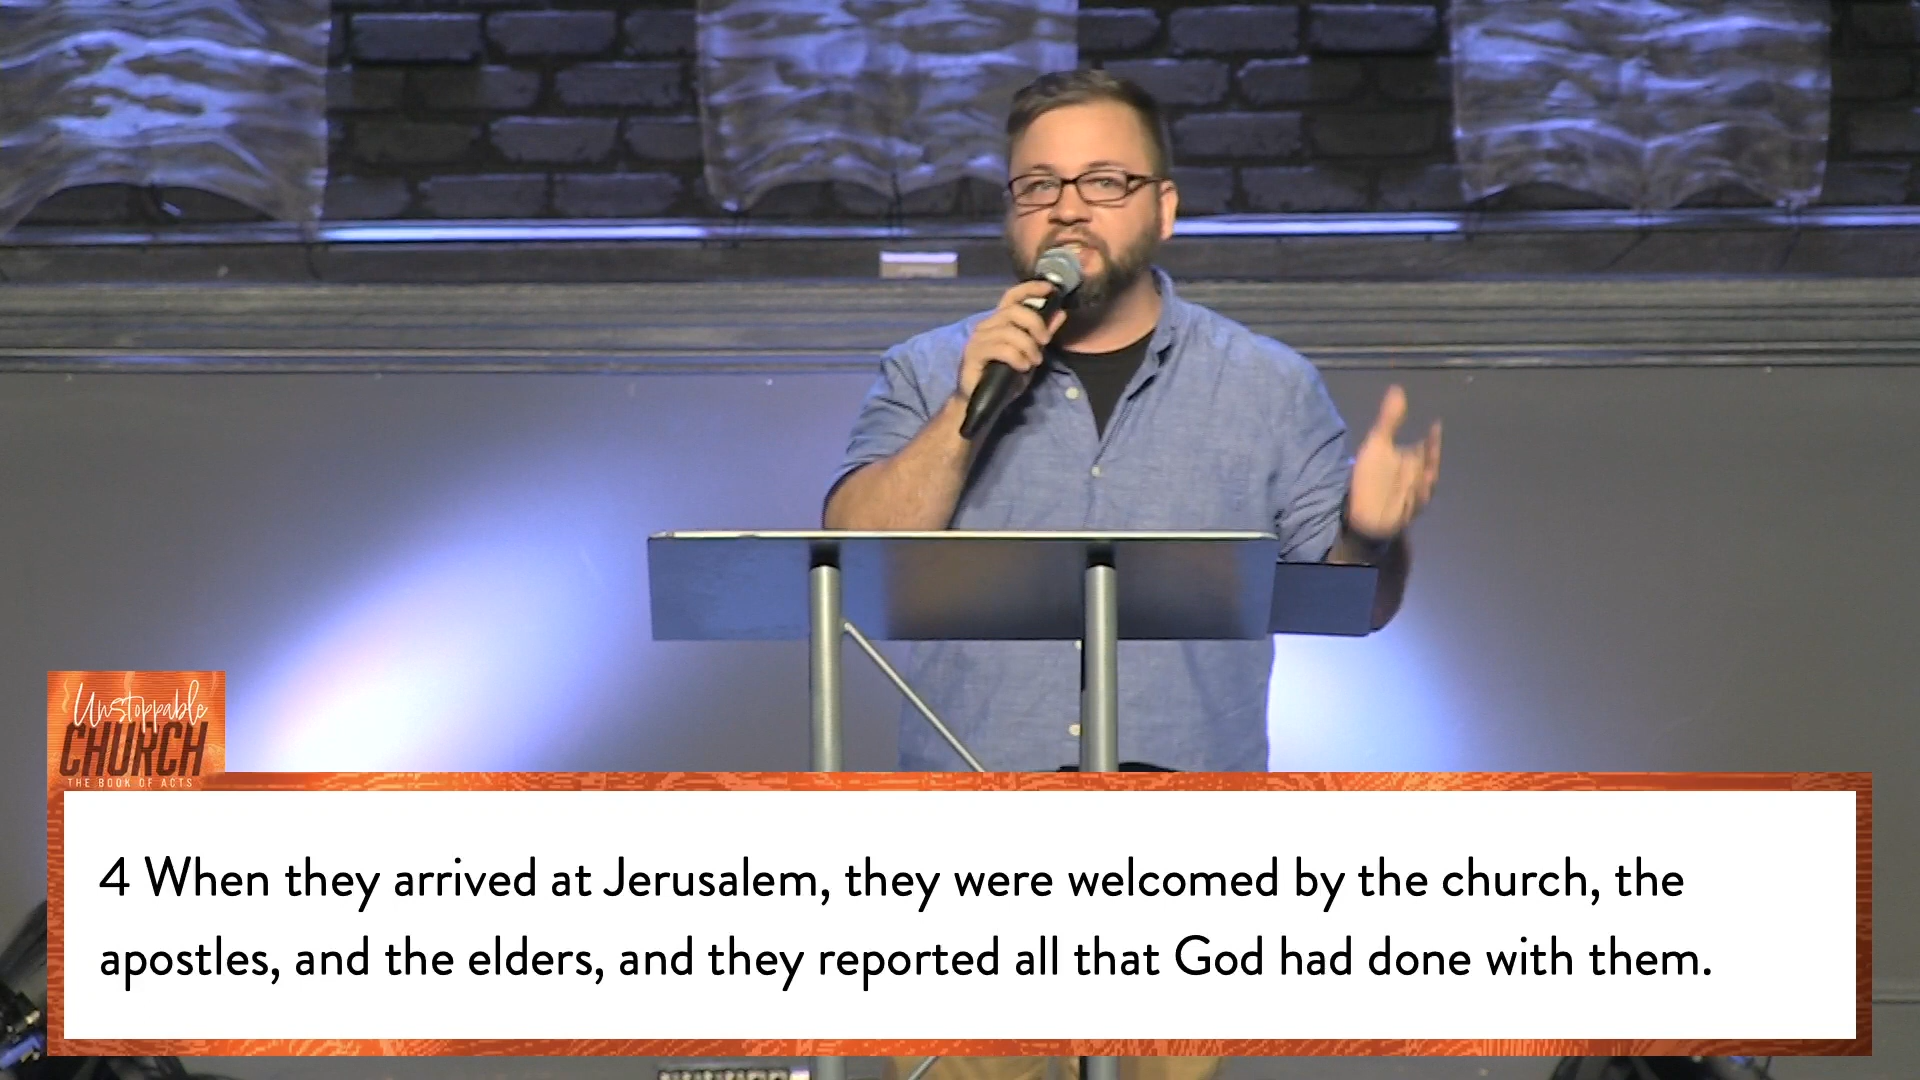 Unstoppable
CHURCH
THE BOOK OF ACTS
4 When they arrived at Jerusalem, they were welcomed by the church, the
apostles, and the elders, and they reported all that God had done with them.